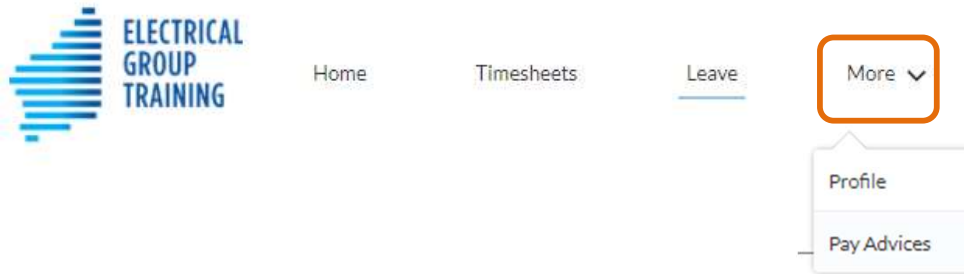 ELECTRICAL
GROUP
TRAINING
Home Timesheets Leave More
Profile
Pay Advices